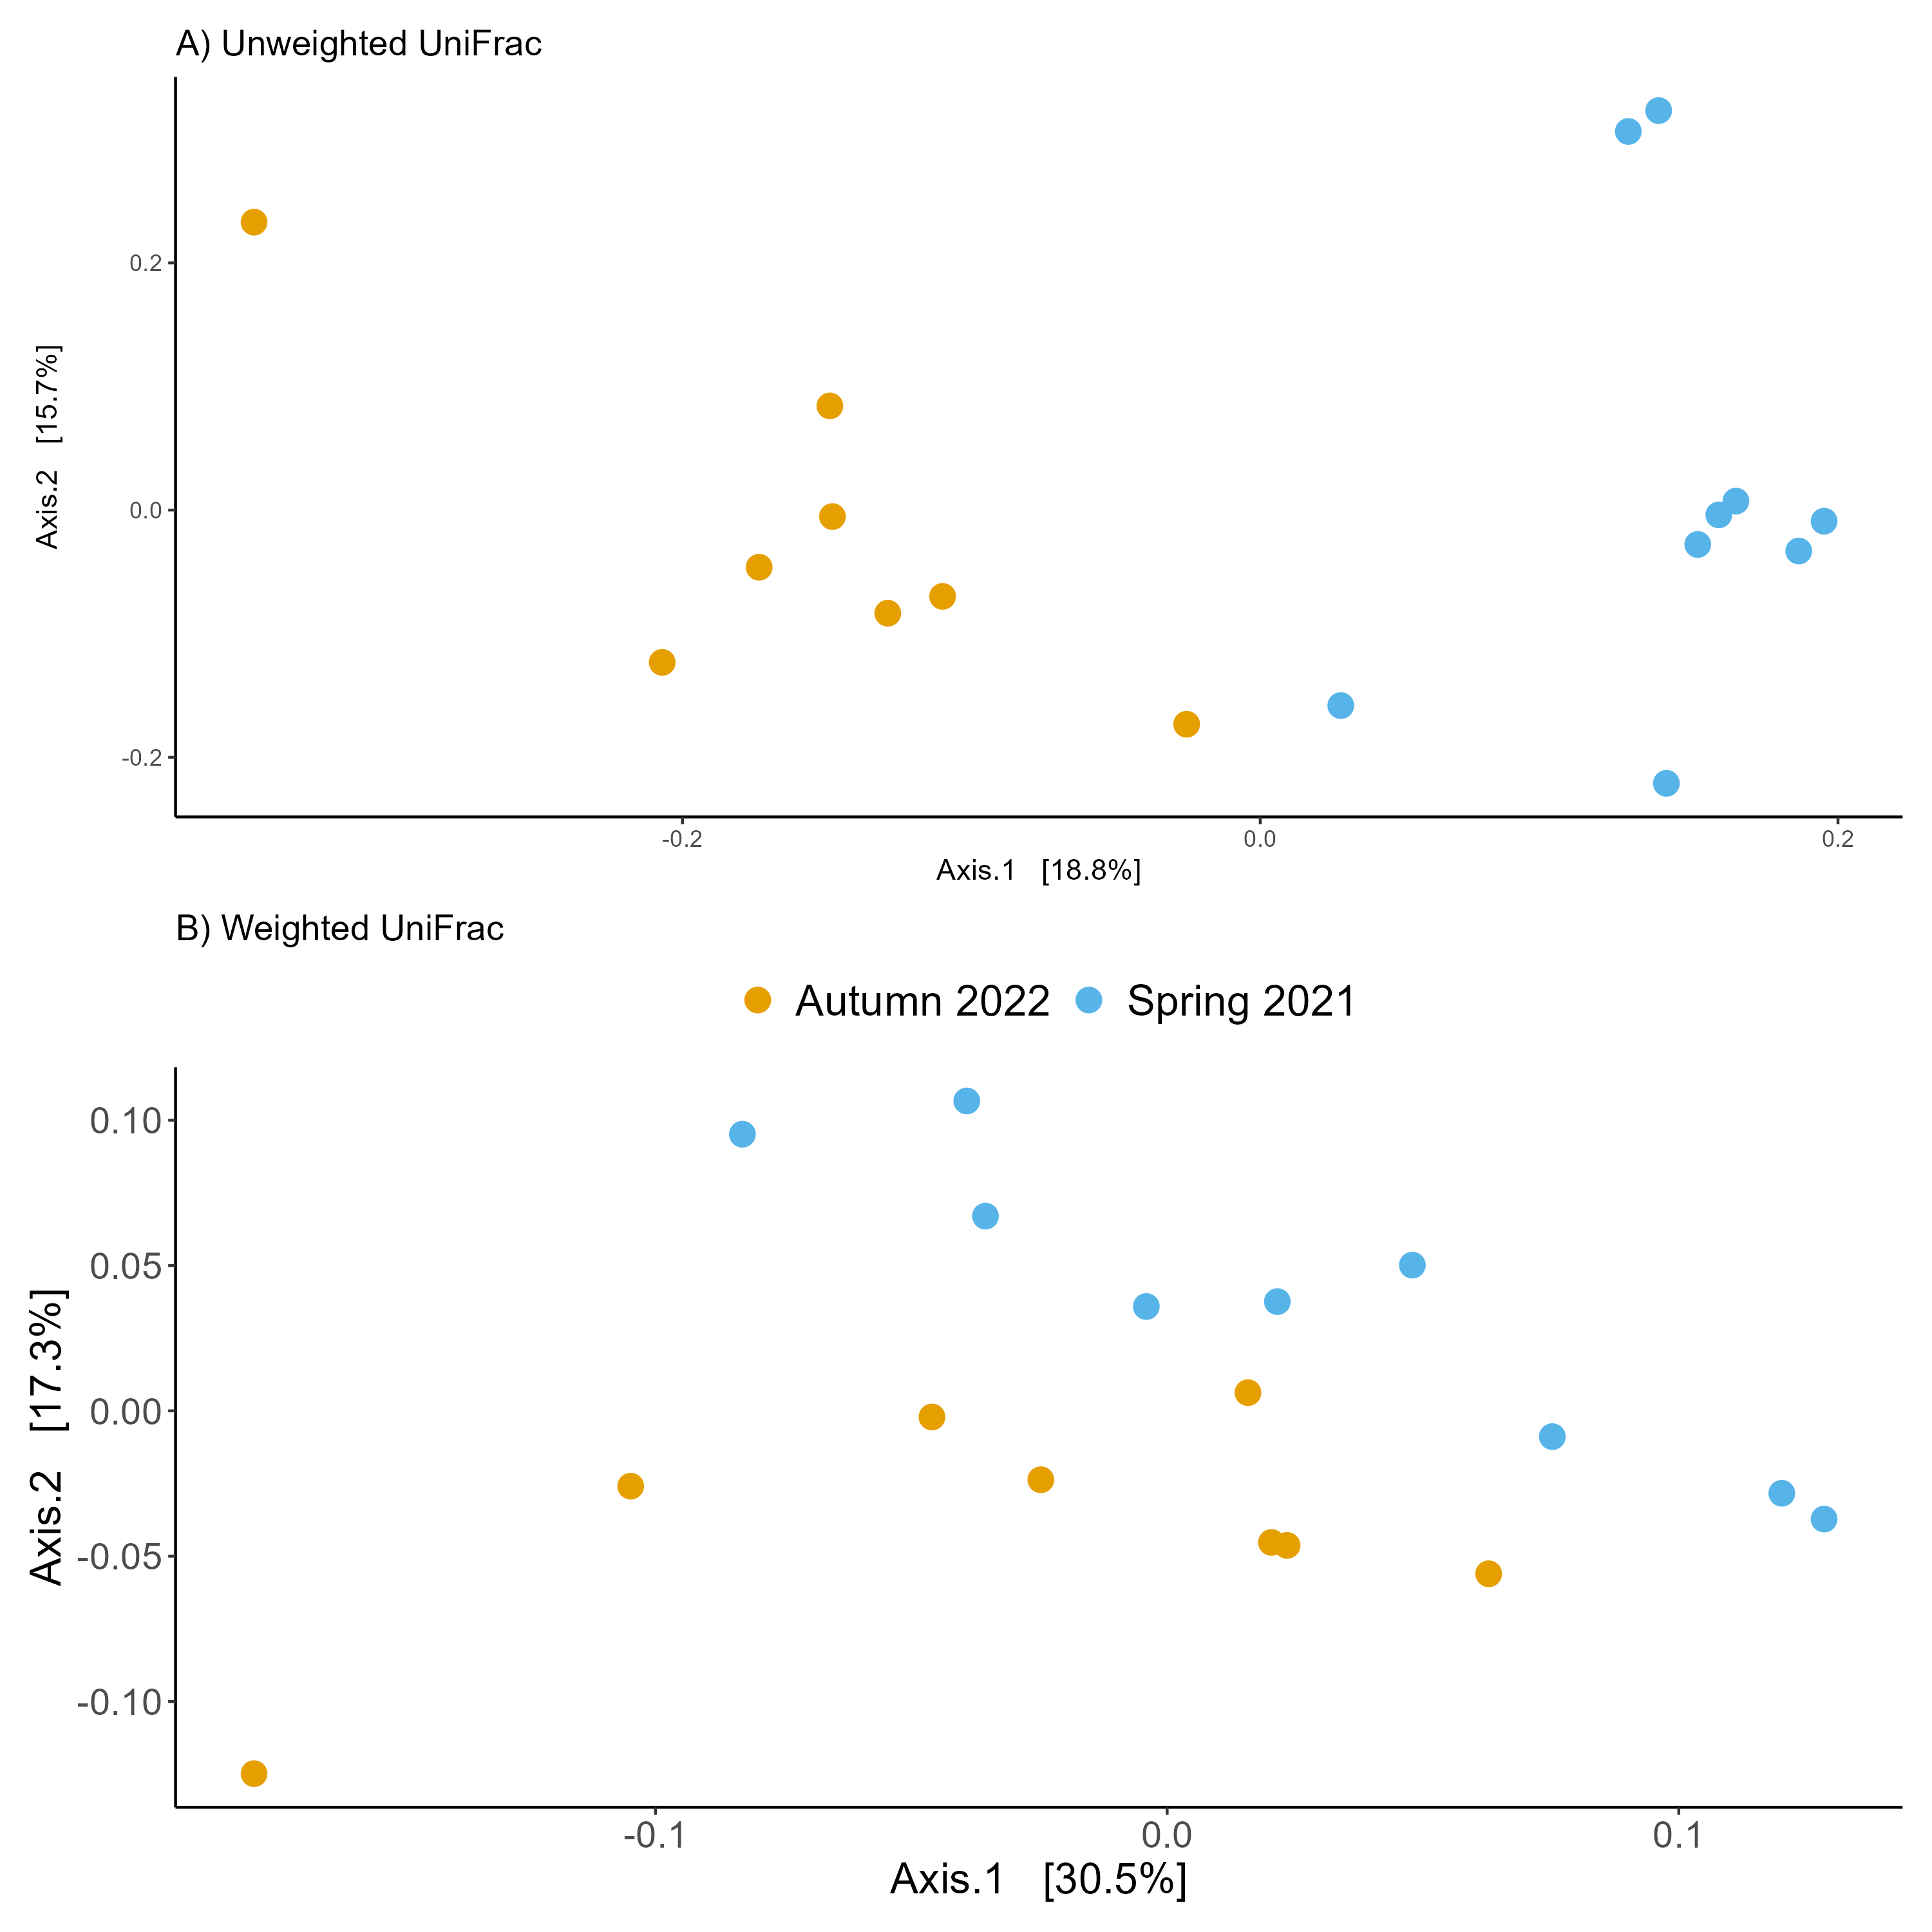 A) Unweighted UniFrac
0.2
0.0
-0.2
Axis.2 [15.7%]
-0.2 0.0 0.2
Axis.1 [18.8%]
B) Weighted UniFrac
Autumn 2022 Spring 2021
0.10
0.05
0.00
-0.05
-0.10
Axis.2 [17.3%]
-0.1 0.0 0.1
Axis.1 [30.5%]